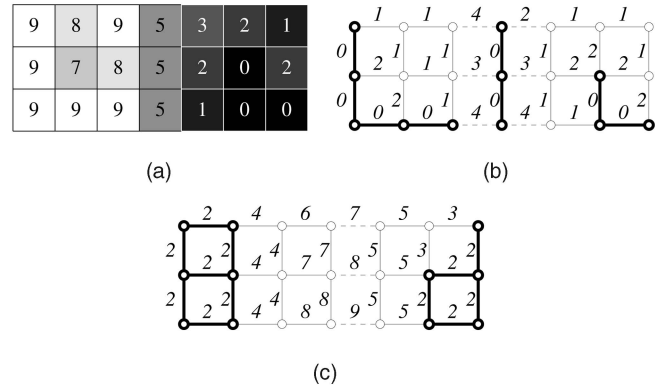 9 8 9 5 3 2 1
9 7 8 5 2 0 2
9 9 9 5 1 0 0
(a)
1 1 4 2 1 1
0 1 1 0 1 2 1
2 1 3 3 2 2
0 2 1 0 1 0 2
0 0 4 4 1 0
(b)
2 4 6 7 5 3
2 2 4 7 5 3 2
2 4 7 8 5 2
2 2 4 8 5 2 2
2 4 8 9 5 2
(c)